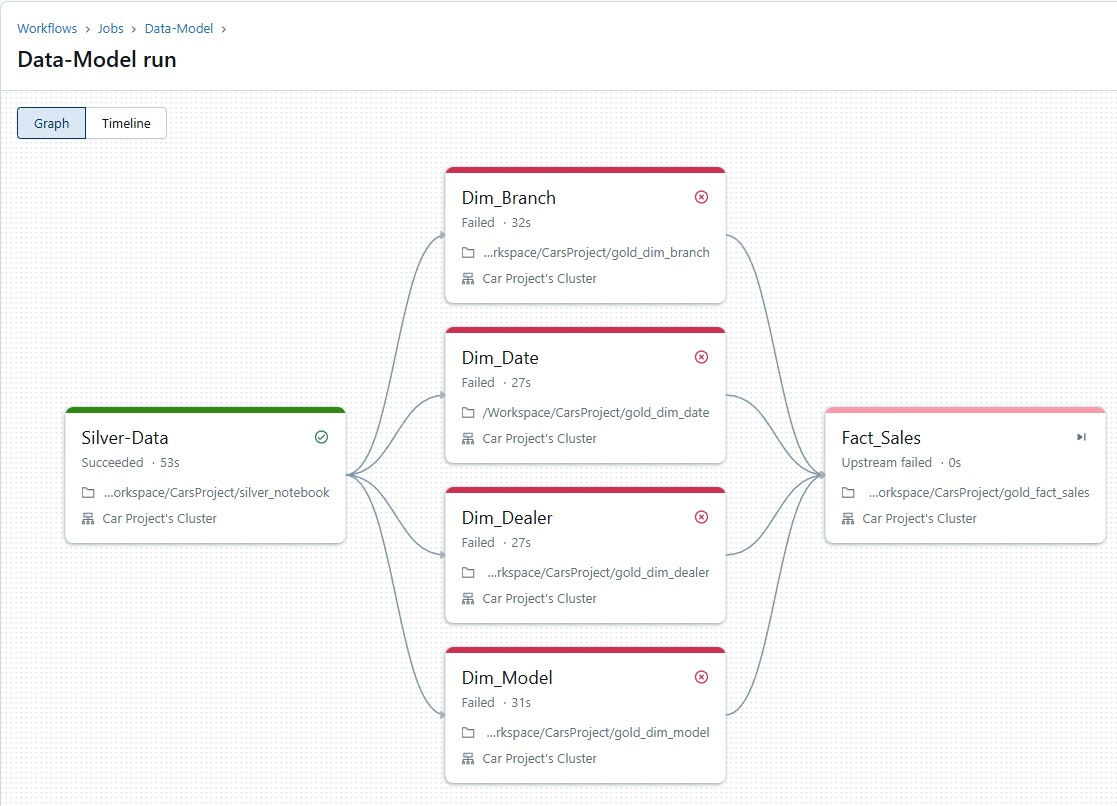 Workflows › Jobs › Data-Model ›
Data-Model run
Graph Timeline
Dim_Branch
Failed · 32s
...rkspace/CarsProject/gold_dim_branch
Car Project's Cluster
Dim_Date
Failed · 27s
/Workspace/CarsProject/gold_dim_date
Car Project's Cluster
Silver-Data
Succeeded · 53s
...orkspace/CarsProject/silver_notebook
Car Project's Cluster
Fact_Sales
Upstream failed · 0s
...orkspace/CarsProject/gold_fact_sales
Car Project's Cluster
Dim_Dealer
Failed · 27s
...rkspace/CarsProject/gold_dim_dealer
Car Project's Cluster
Dim_Model
Failed · 31s
...rkspace/CarsProject/gold_dim_model
Car Project's Cluster